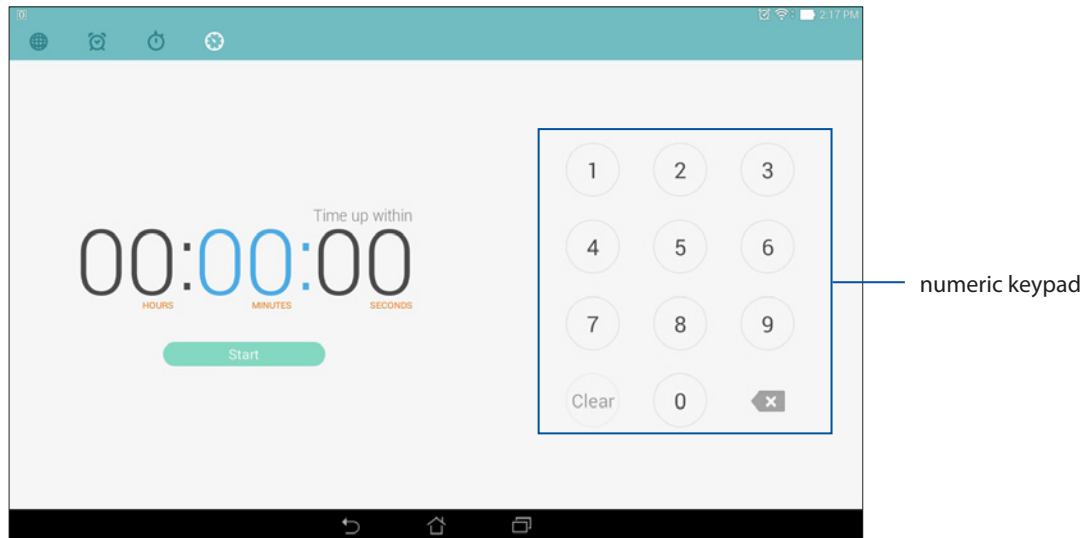 2:17 PM
Time up within
00:00:00
HOURS MINUTES SECONDS
Start
1 2 3
4 5 6
7 8 9
Clear 0
numeric keypad